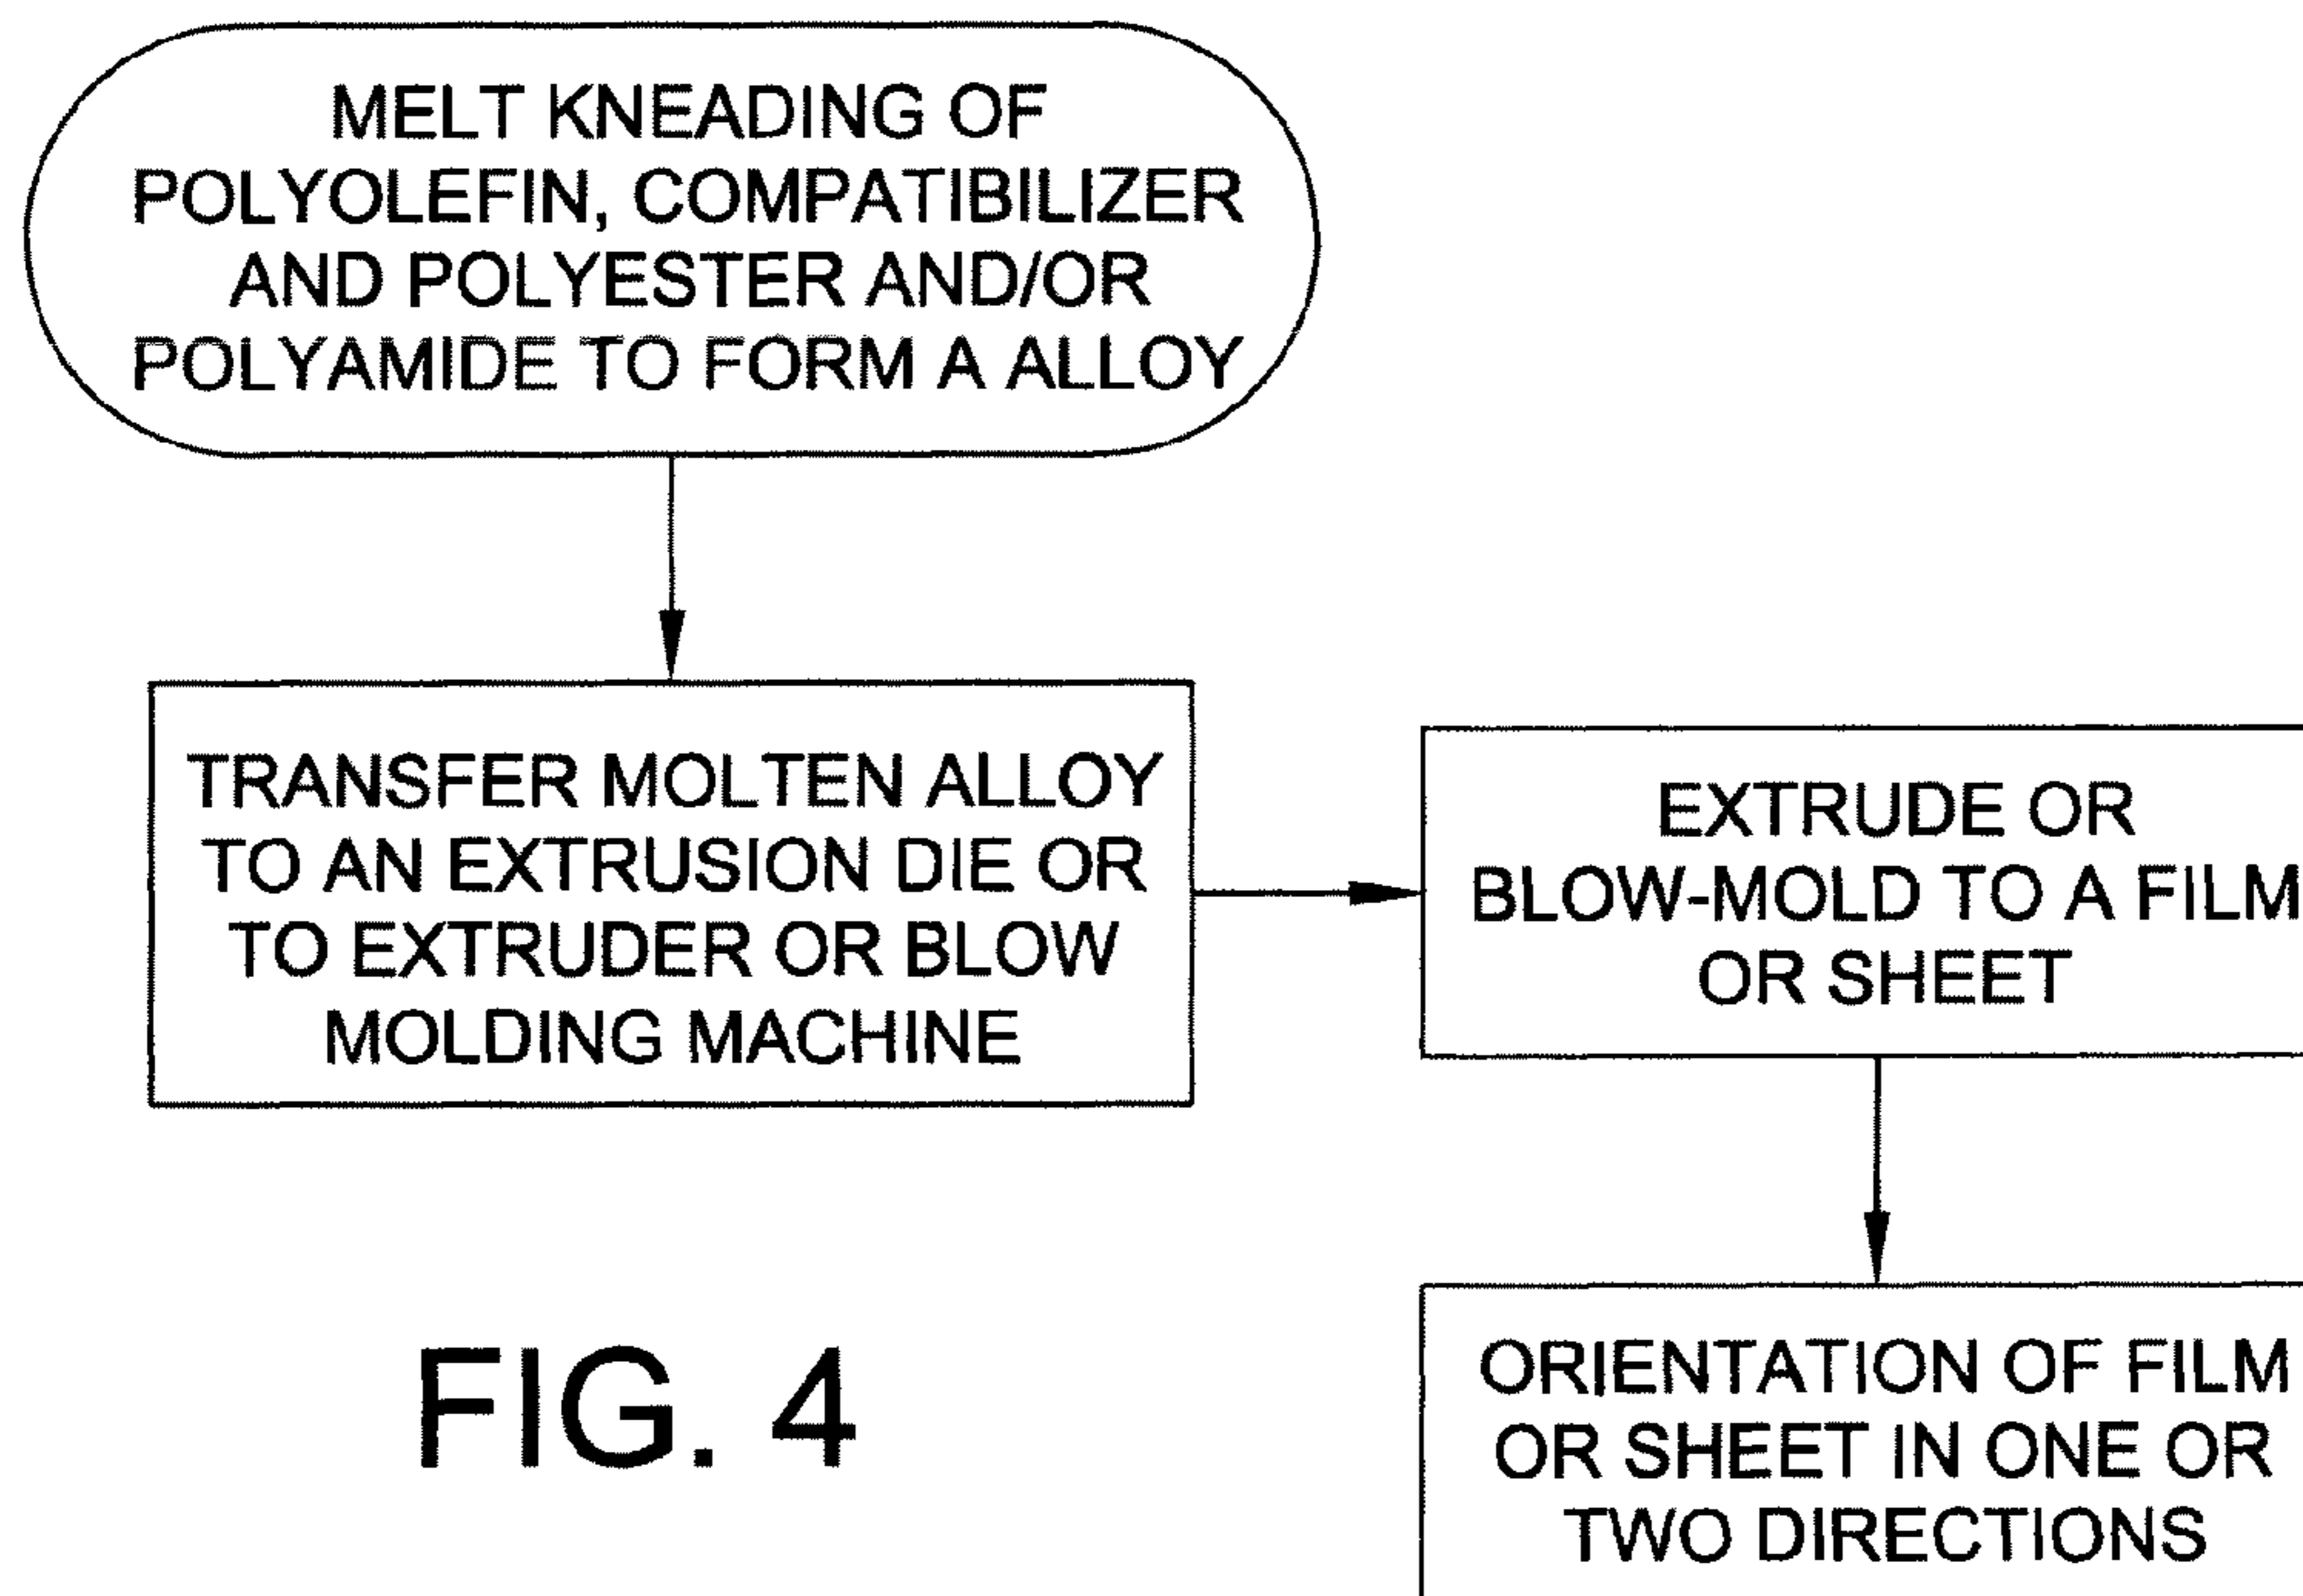 MELT KNEADING OF
POLYOLEFIN, COMPATIBILIZER
AND POLYESTER AND/OR
POLYAMIDE TO FORM A ALLOY
TRANSFER MOLTEN ALLOY
TO AN EXTRUSION DIE OR
TO EXTRUDER OR BLOW
MOLDING MACHINE
EXTRUDE OR
BLOW-MOLD TO A FILM
OR SHEET
ORIENTATION OF FILM
OR SHEET IN ONE OR
TWO DIRECTIONS
FIG. 4